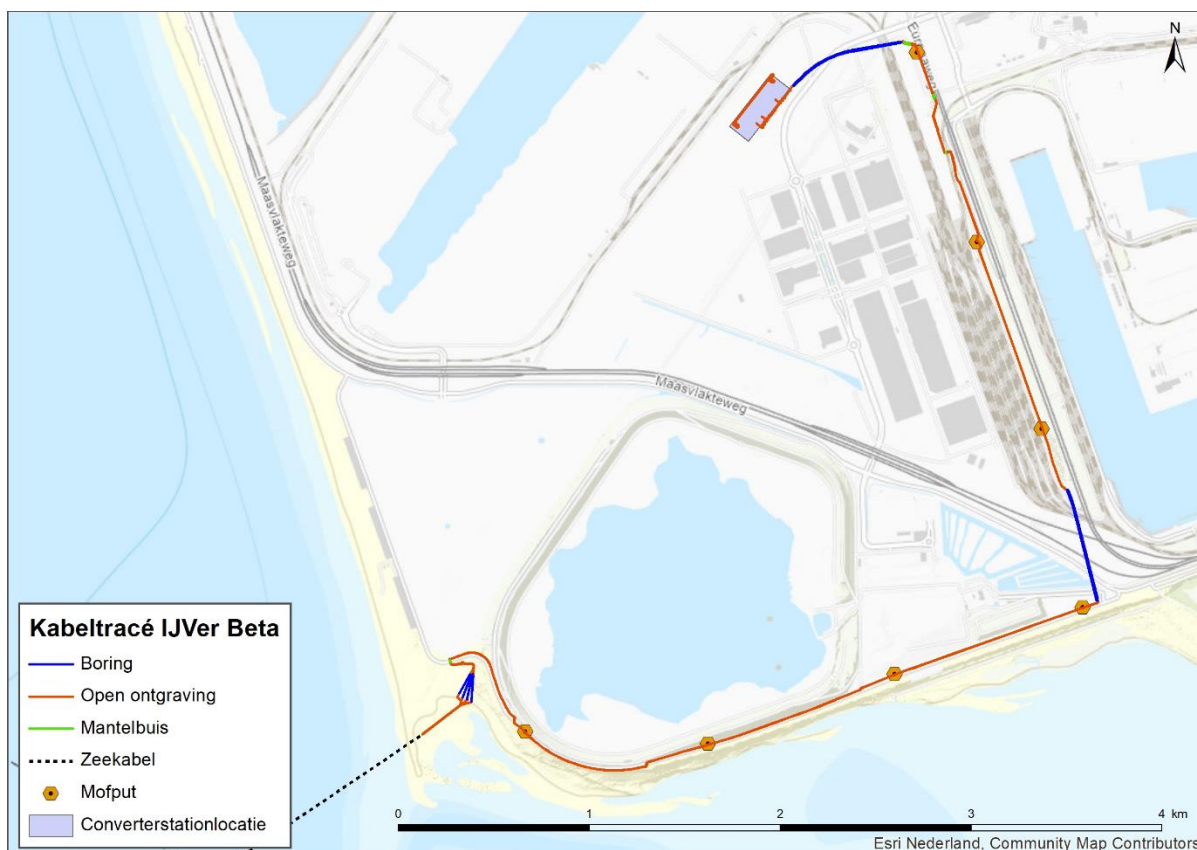 N
Europaweg
Maasvlakteweg
Maasvlakteweg
Kabeltracé IJVer Beta
Boring
Open ontgraving
Mantelbuis
Zeekabel
Mofput
Converterstationlocatie
0 1 2 3 4 km
Esri Nederland, Community Map Contributors